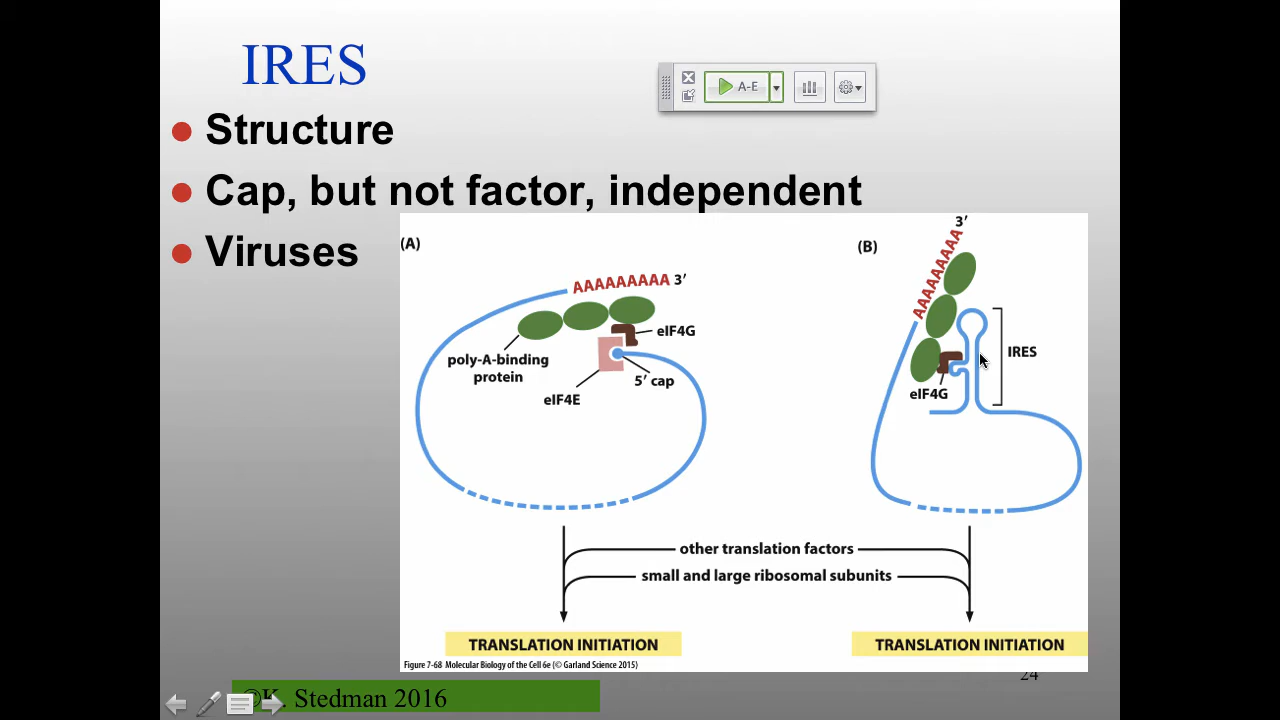 IRES
A-E
Structure
Cap, but not factor, independent
Viruses
(A)
AAAAAAAAA 3′
eIF4G
poly-A-binding
protein
5′ cap
eIF4E
(B)
3′
AAAAAAAAA
IRES
eIF4G
other translation factors
small and large ribosomal subunits
TRANSLATION INITIATION
TRANSLATION INITIATION
Figure 7-68 Molecular Biology of the Cell 6e (© Garland Science 2015)
24
©K. Stedman 2016